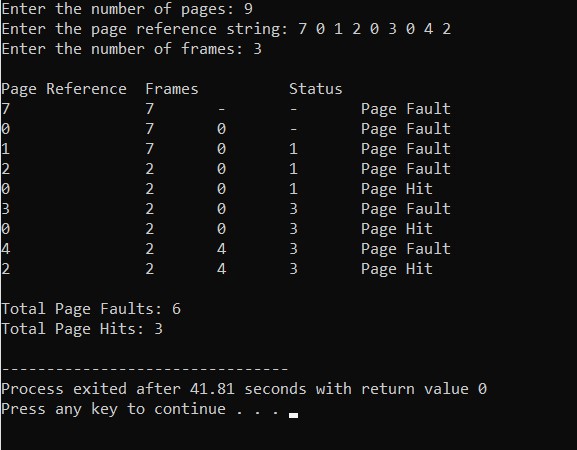 Enter the number of pages: 9
Enter the page reference string: 7 0 1 2 0 3 0 4 2
Enter the number of frames: 3
Page Reference  Frames          Status
7               7       -       -       Page Fault
0               7       0       -       Page Fault
1               7       0       1       Page Fault
2               2       0       1       Page Fault
0               2       0       1       Page Hit
3               2       0       3       Page Fault
0               2       0       3       Page Hit
4               2       4       3       Page Fault
2               2       4       3       Page Hit
Total Page Faults: 6
Total Page Hits: 3
--------------------------------
Process exited after 41.81 seconds with return value 0
Press any key to continue . . .